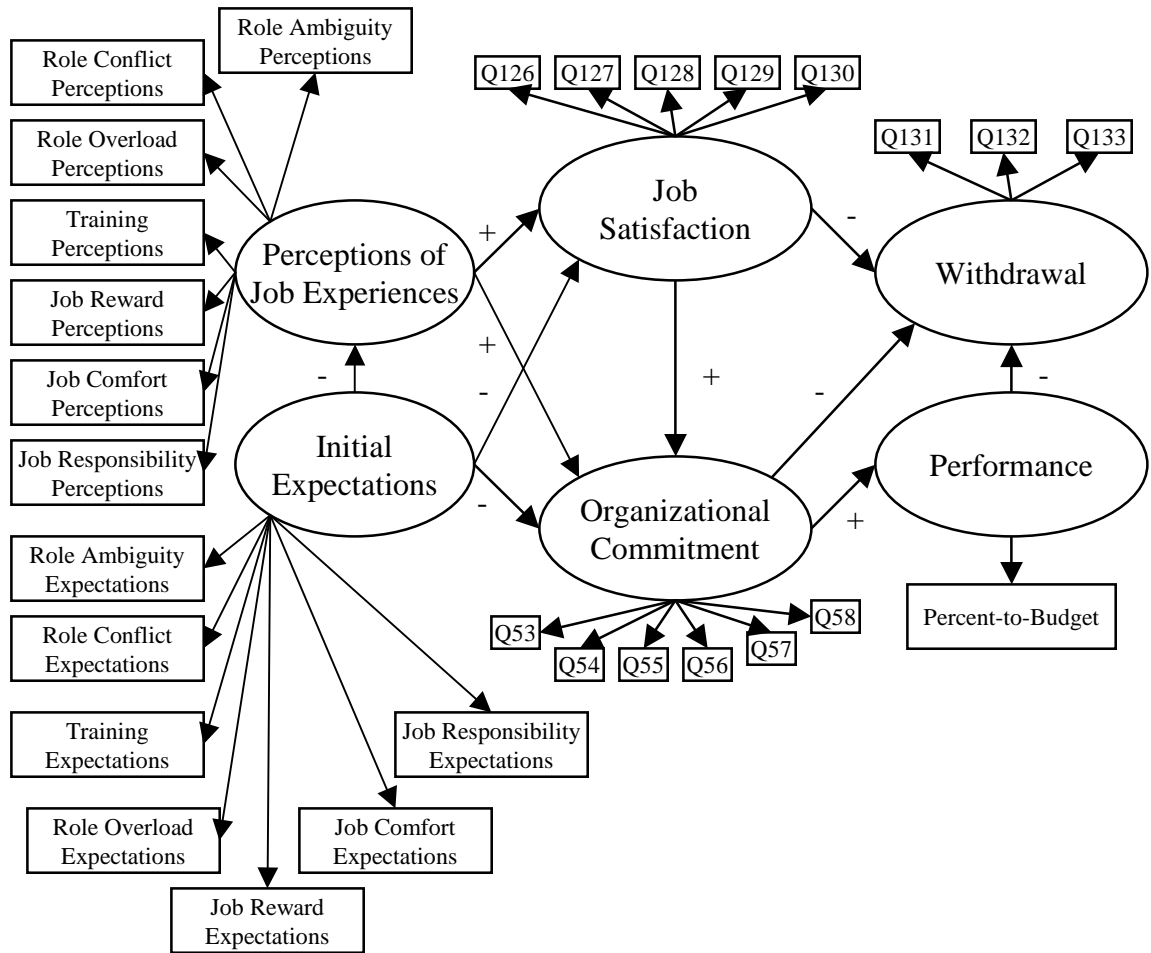 Role Ambiguity
Perceptions
Role Conflict
Perceptions
Role Overload
Perceptions
Training
Perceptions
Job Reward
Perceptions
Job Comfort
Perceptions
Job Responsibility
Perceptions
Q126
Q127
Q128
Q129
Q130
Q131
Q132
Q133
Job
Satisfaction
Perceptions of
Job Experiences
Withdrawal
+
-
+
-
-
+
-
-
Initial
Expectations
Performance
-
Organizational
Commitment
+
Role Ambiguity
Expectations
Role Conflict
Expectations
Training
Expectations
Role Overload
Expectations
Job Reward
Expectations
Job Comfort
Expectations
Job Responsibility
Expectations
Q53
Q54
Q55
Q56
Q57
Q58
Percent-to-Budget